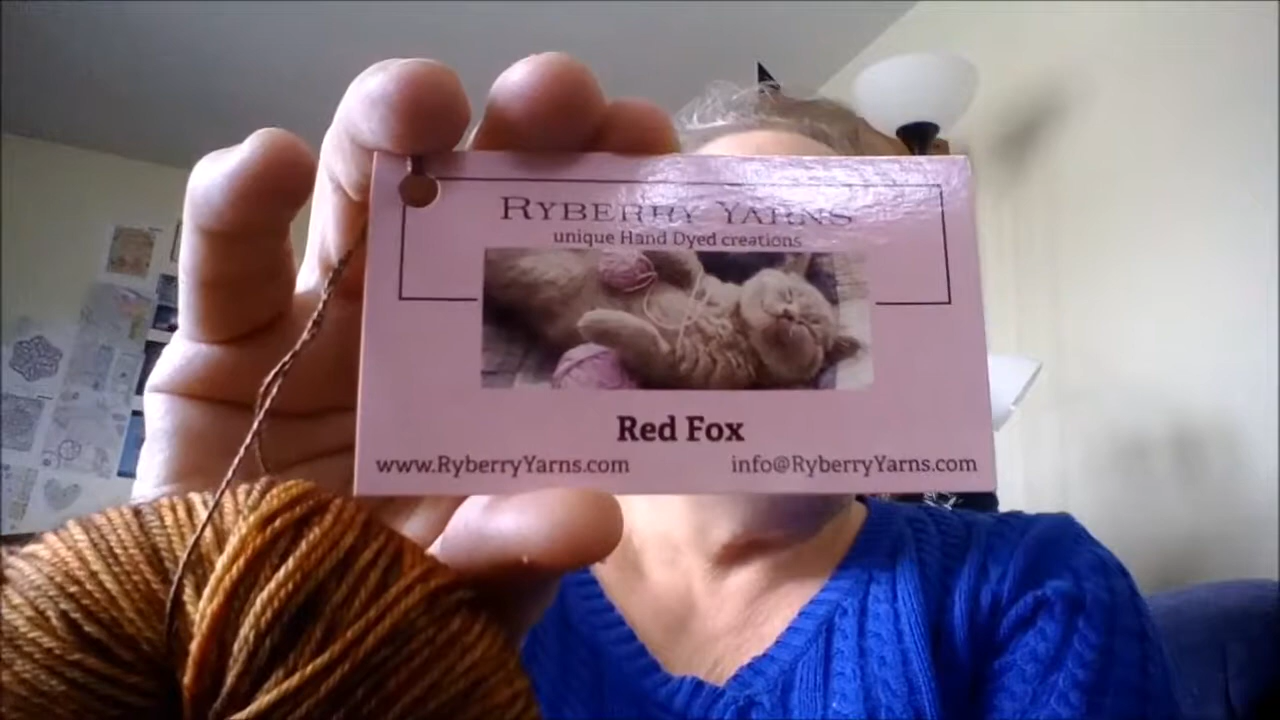 RYBERRY YARNS
unique Hand Dyed creations
Red Fox
www.RyberryYarns.com info@RyberryYarns.com